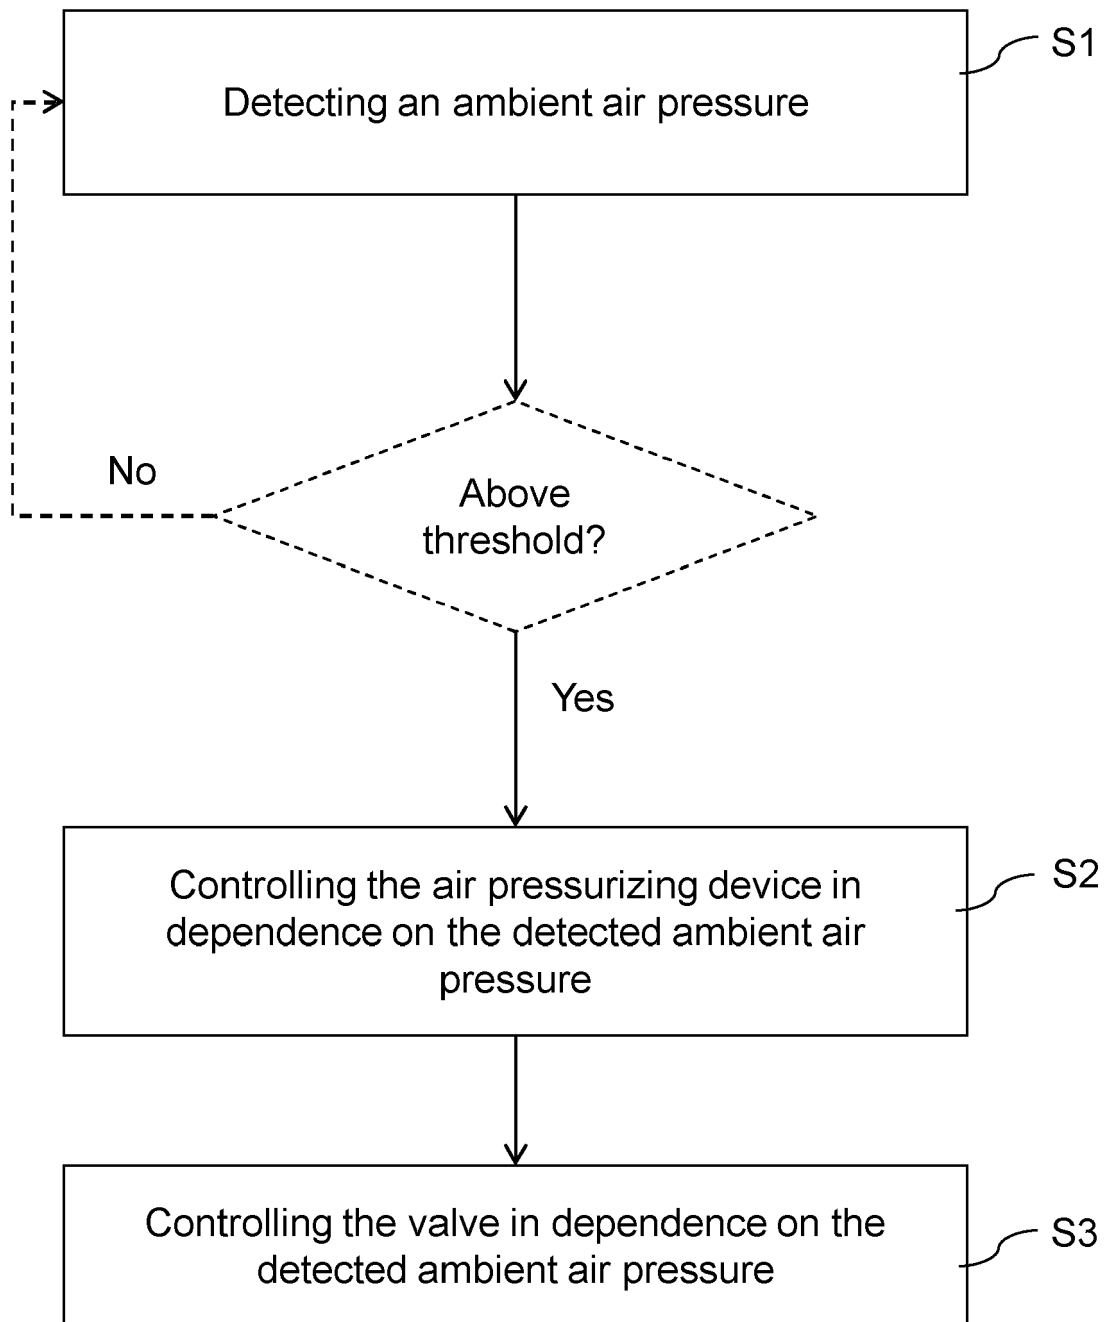 S1
Detecting an ambient air pressure
No
Above
threshold?
Yes
S2
Controlling the air pressurizing device in
dependence on the detected ambient air
pressure
S3
Controlling the valve in dependence on the
detected ambient air pressure